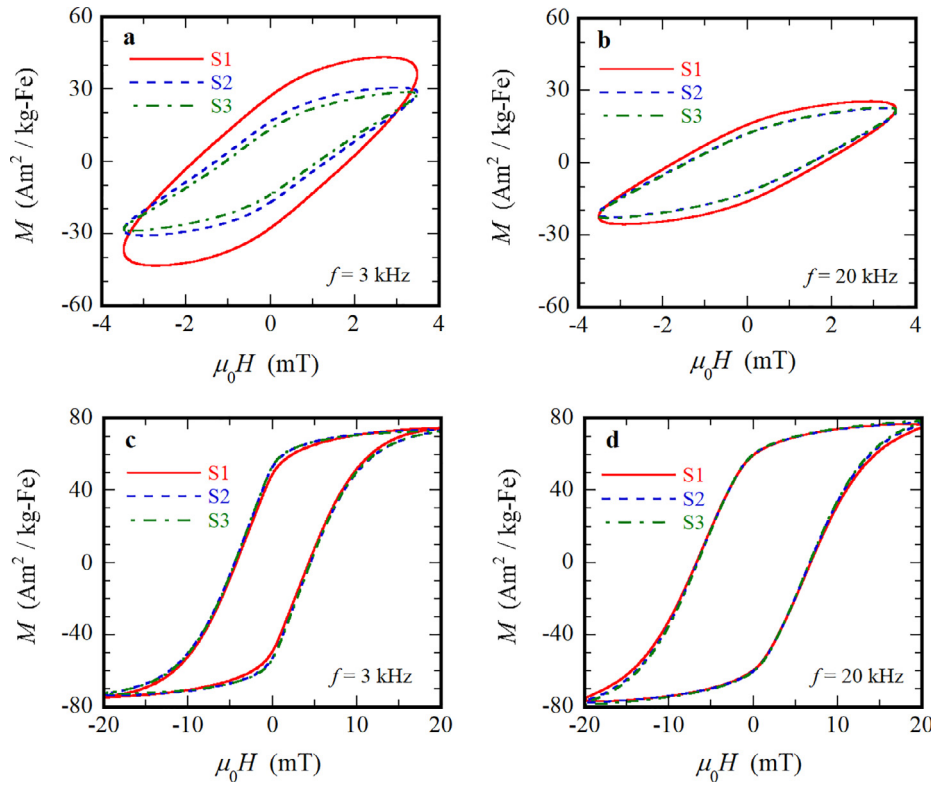 a
S1
S2
S3
f = 3 kHz
60
30
0
-30
-60
-4
-2
0
2
4
M (Am² / kg-Fe)
μ₀H (mT)
b
S1
S2
S3
f = 20 kHz
60
30
0
-30
-60
-4
-2
0
2
4
M (Am² / kg-Fe)
μ₀H (mT)
c
S1
S2
S3
f = 3 kHz
80
40
0
-40
-80
-20
-10
0
10
20
M (Am² / kg-Fe)
μ₀H (mT)
d
S1
S2
S3
f = 20 kHz
80
40
0
-40
-80
-20
-10
0
10
20
M (Am² / kg-Fe)
μ₀H (mT)